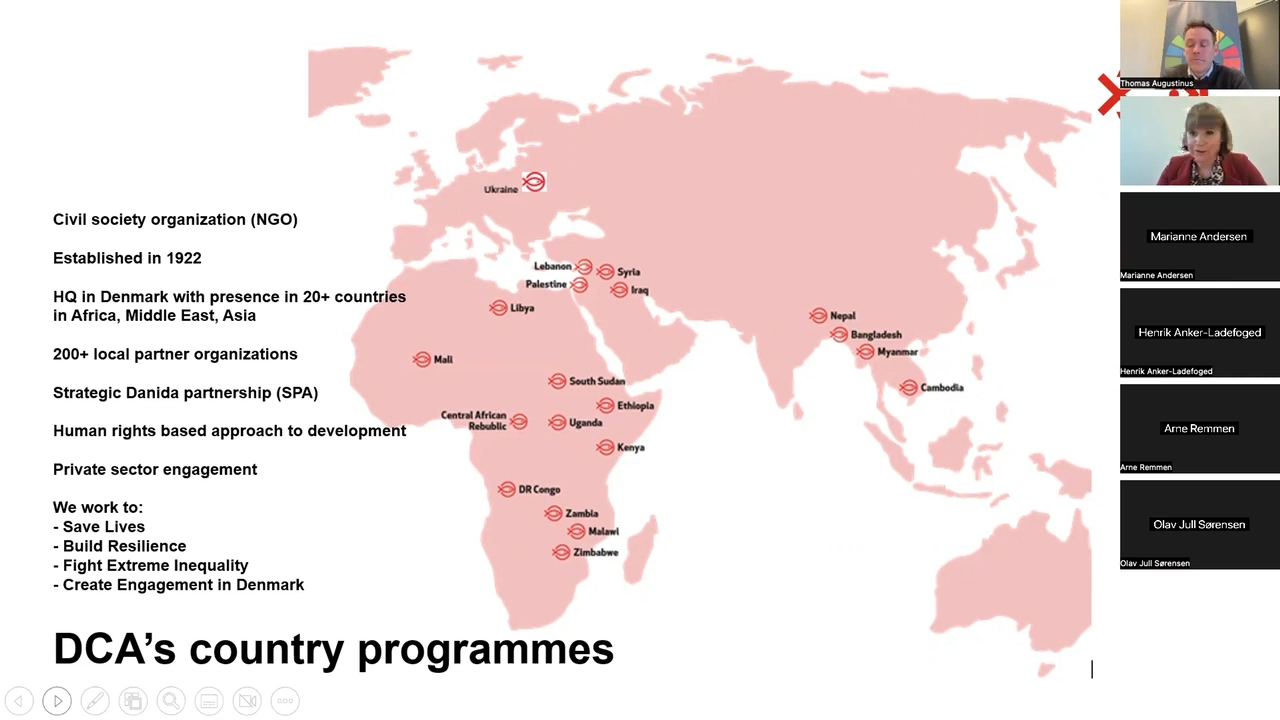 Civil society organization (NGO)
Established in 1922
HQ in Denmark with presence in 20+ countries
in Africa, Middle East, Asia
200+ local partner organizations
Strategic Danida partnership (SPA)
Human rights based approach to development
Private sector engagement
We work to:
- Save Lives
- Build Resilience
- Fight Extreme Inequality
- Create Engagement in Denmark
DCA’s country programmes
Ukraine
Lebanon
Syria
Palestine
Iraq
Libya
Mali
South Sudan
Ethiopia
Central African
Rebublic
Uganda
Kenya
DR Congo
Zambia
Malawi
Zimbabwe
Nepal
Bangladesh
Myanmar
Cambodia
Thomas Augustinus
Marianne Andersen
Marianne Andersen
Henrik Anker-Ladefoged
Henrik Anker-Ladefoged
Arne Remmen
Arne Remmen
Olav Jull Sørensen
Olav Jull Sørensen